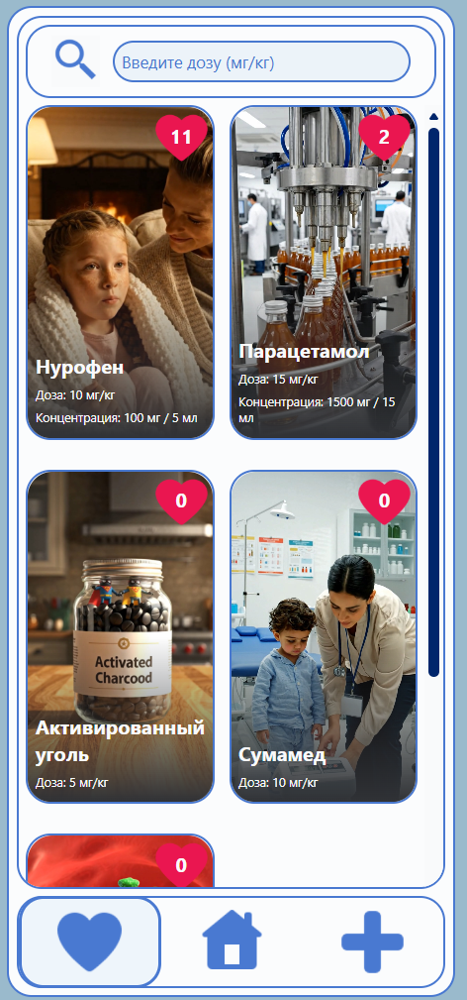 Введите дозу (мг/кг)
11
2
Нурофен
Доза: 10 мг/кг
Концентрация: 100 мг / 5 мл
Парацетамол
Доза: 15 мг/кг
Концентрация: 1500 мг / 15
мл
0
0
Activated
Charcood
Активированный
уголь
Доза: 5 мг/кг
Сумамед
Доза: 10 мг/кг
0